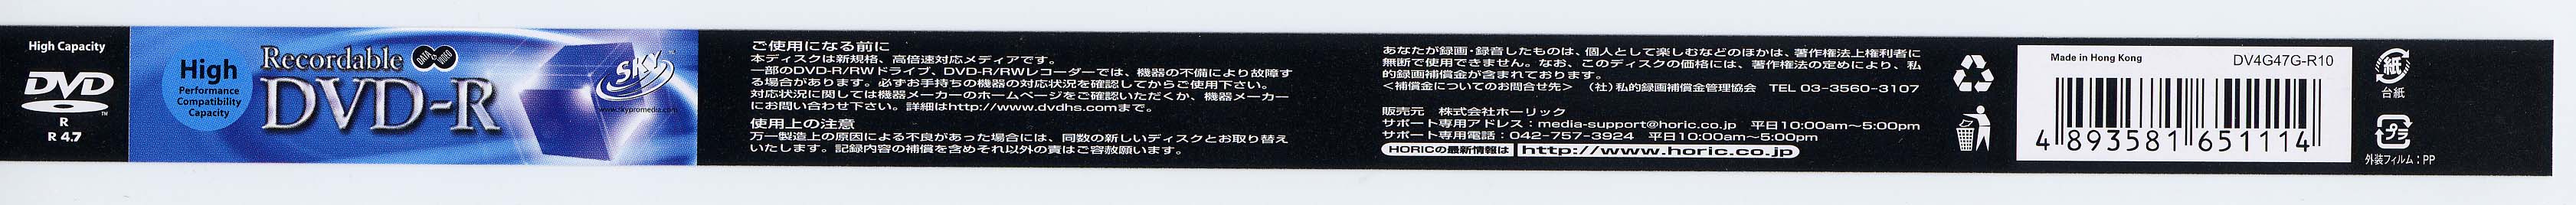 High Capacity
DVD
R
R 4.7
High
Performance
Compatibility
Capacity
Recordable
DATA & VIDEO
DVD-R
SKY
www.skypromedia.com
ご使用になる前に
本ディスクは新規格、高倍速対応メディアです。
一部のDVD-R/RWドライブ、DVD-R/RWレコーダーでは、機器の不備により故障す
る場合があります。必ずお手持ちの機器の対応状況を確認してからご使用下さい。
対応状況に関しては機器メーカーのホームページをご確認いただくか、機器メーカー
にお問い合わせ下さい。詳細はhttp://www.dvdhs.comまで。
使用上の注意
万一製造上の原因による不良があった場合には、同数の新しいディスクとお取り替え
いたします。記録内容の補償を含めそれ以外の責はご容赦願います。
あなたが録画・録音したものは、個人として楽しむなどのほかは、著作権法上権利者に
無断で使用できません。なお、このディスクの価格には、著作権法の定めにより、私
的録画補償金が含まれております。
<補償金についてのお問合せ先> (社)私的録画補償金管理協会 TEL 03-3560-3107
販売元 株式会社ホーリック
サポート専用アドレス:media-support@horic.co.jp 平日10:00am～5:00pm
サポート専用電話:042-757-3924 平日10:00am～5:00pm
HORICの最新情報は http://www.horic.co.jp
Made in Hong Kong DV4G47G-R10
4 893581 651114
紙
台紙
プラ
外装フィルム:PP